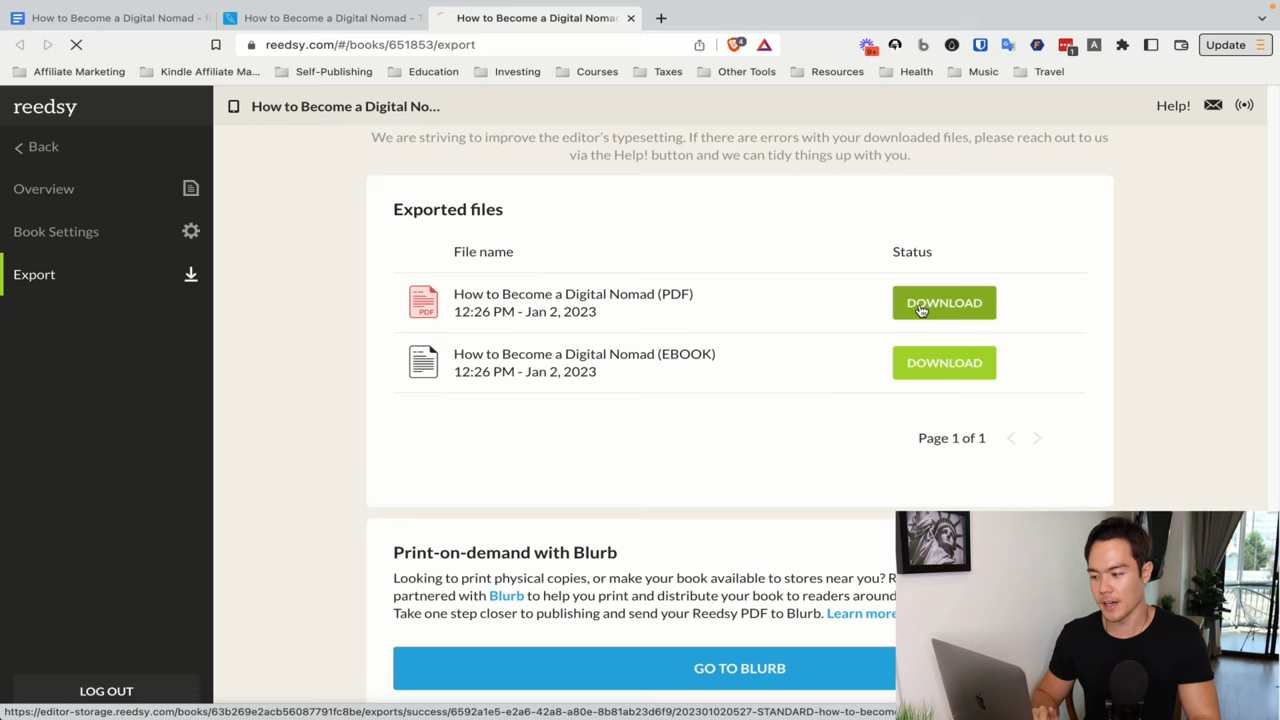 How to Become a Digital Nomad -
How to Become a Digital Nomad -
How to Become a Digital Nomad
reedsy.com/#/books/651853/export
4
9+
b
A
1
Update
Affiliate Marketing
Kindle Affiliate Ma...
Self-Publishing
Education
Investing
Courses
Taxes
Other Tools
Resources
Health
Music
Travel
reedsy
How to Become a Digital No...
Help!
Back
Overview
Book Settings
Export
LOG OUT
We are striving to improve the editor's typesetting. If there are errors with your downloaded files, please reach out to us
via the Help! button and we can tidy things up with you.
Exported files
File name
Status
PDF
How to Become a Digital Nomad (PDF)
12:26 PM - Jan 2, 2023
DOWNLOAD
How to Become a Digital Nomad (EBOOK)
12:26 PM - Jan 2, 2023
DOWNLOAD
Page 1 of 1
Print-on-demand with Blurb
Looking to print physical copies, or make your book available to stores near you? R
partnered with Blurb to help you print and distribute your book to readers around
Take one step closer to publishing and send your Reedsy PDF to Blurb. Learn more
GO TO BLURB
https://editor-storage.reedsy.com/books/63b269e2acb56087791fc8be/exports/success/6592a1e5-e2a6-42a8-a80e-8b81ab23d6f9/202301020527-STANDARD-how-to-becom